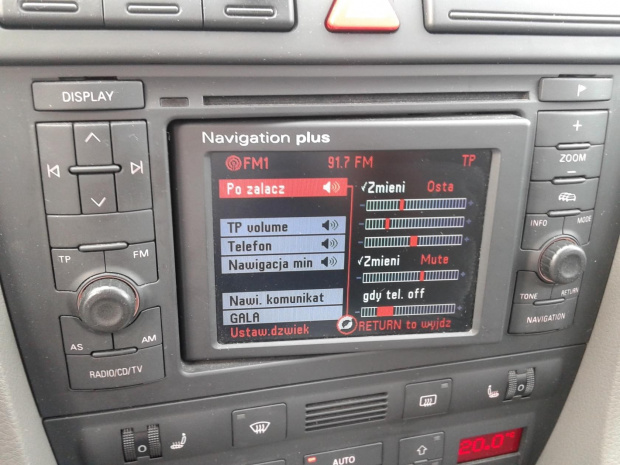 DISPLAY
Navigation plus
FM1 91.7 FM TP
Po zalacz
√Zmieni Osta
TP volume
Telefon
Nawigacja min
√Zmieni Mute
gdy tel. off
Nawi. komunikat
GALA
Ustaw.dzwiek
RETURN to wyjdz
TP
FM
AS
AM
RADIO/CD/TV
+
ZOOM
-
INFO
MODE
TONE
RETURN
NAVIGATION
AUTO
20.0°C